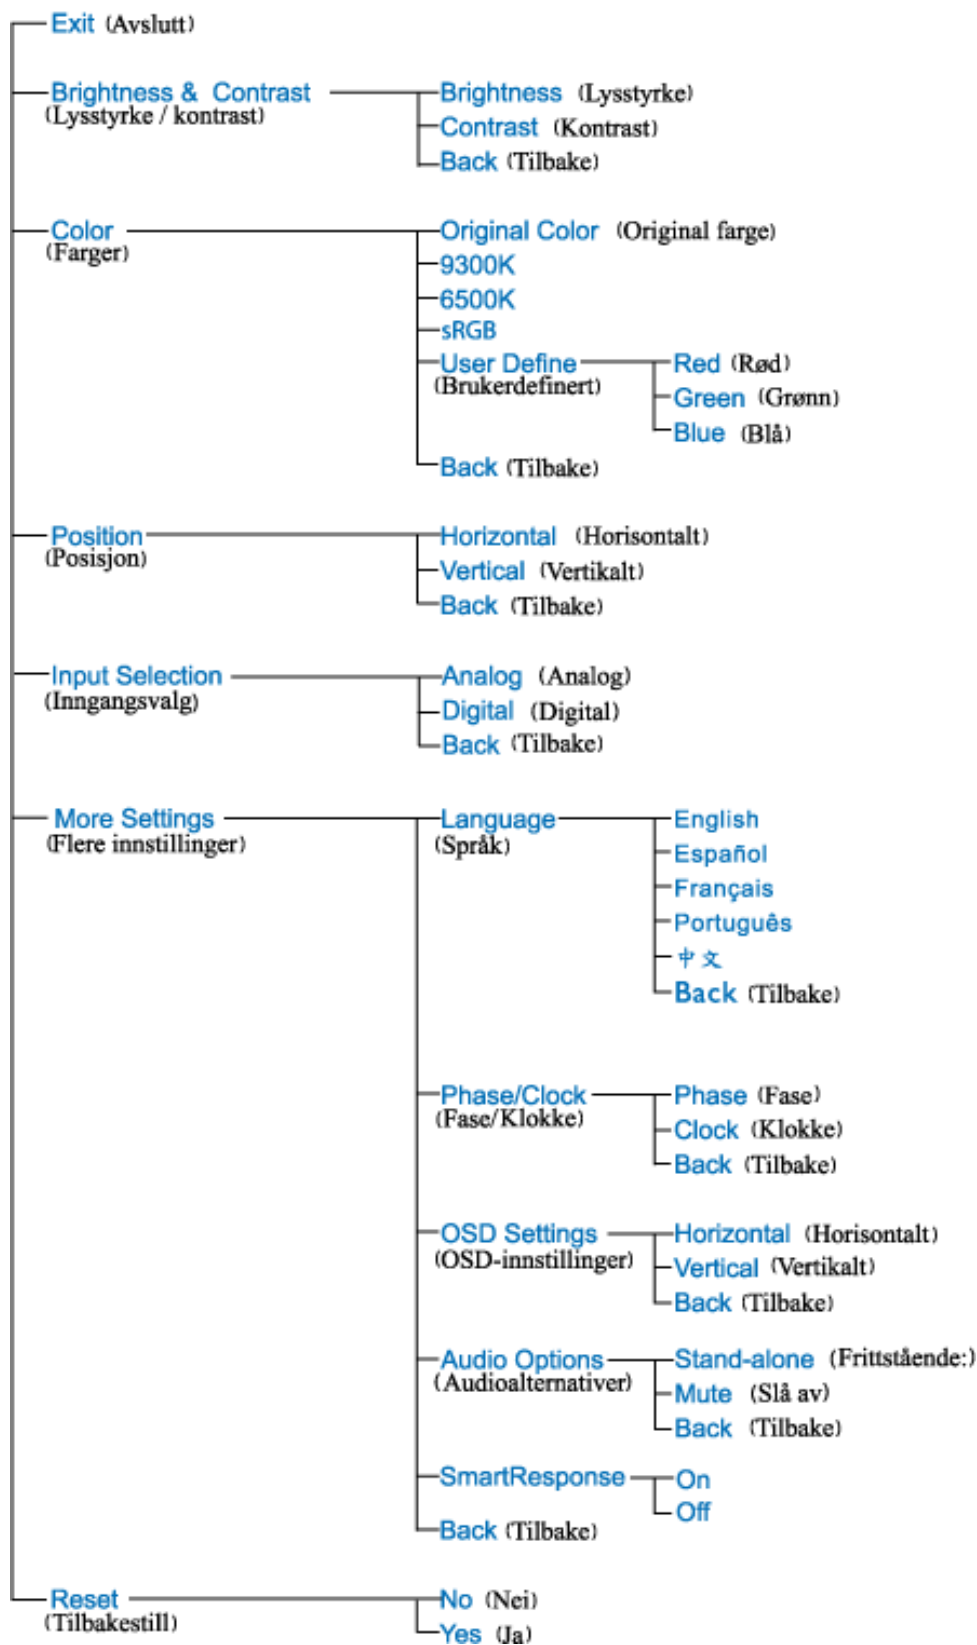 Exit (Avslutt)
Brightness & Contrast
(Lysstyrke / kontrast)
Brightness (Lysstyrke)
Contrast (Kontrast)
Back (Tilbake)
Color
(Farger)
Original Color (Original farge)
9300K
6500K
sRGB
User Define
(Brukerdefinert)
Red (Rød)
Green (Grønn)
Blue (Blå)
Back (Tilbake)
Position
(Posisjon)
Horizontal (Horisontalt)
Vertical (Vertikalt)
Back (Tilbake)
Input Selection
(Inngangsvalg)
Analog (Analog)
Digital (Digital)
Back (Tilbake)
More Settings
(Flere innstillinger)
Language
(Språk)
English
Español
Français
Português
中文
Back (Tilbake)
Phase/Clock
(Fase/Klokke)
Phase (Fase)
Clock (Klokke)
Back (Tilbake)
OSD Settings
(OSD-innstillinger)
Horizontal (Horisontalt)
Vertical (Vertikalt)
Back (Tilbake)
Audio Options
(Audioalternativer)
Stand-alone (Frittstående:)
Mute (Slå av)
Back (Tilbake)
SmartResponse
On
Off
Back (Tilbake)
Reset
(Tilbakestill)
No (Nei)
Yes (Ja)